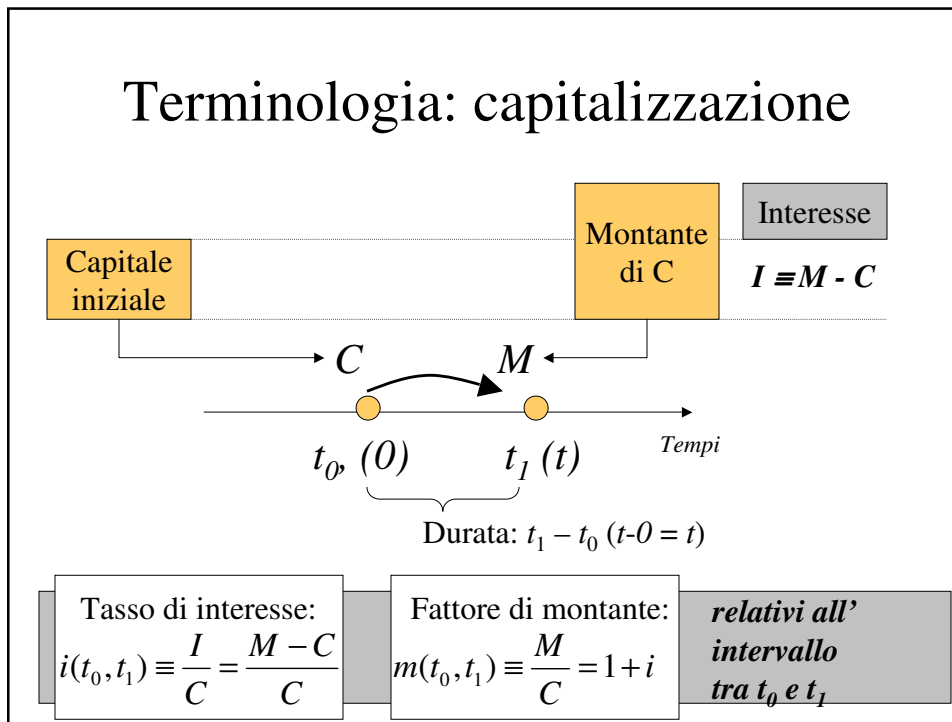 Terminologia: capitalizzazione
Capitale
iniziale
Montante
di C
Interesse
I ≡ M - C
C
M
t₀, (0)
t₁ (t)
Tempi
Durata: t₁ – t₀ (t-0 = t)
Tasso di interesse:
i(t₀,t₁) ≡ I/C = (M − C)/C
Fattore di montante:
m(t₀,t₁) ≡ M/C = 1 + i
relativi all'
intervallo
tra t₀ e t₁